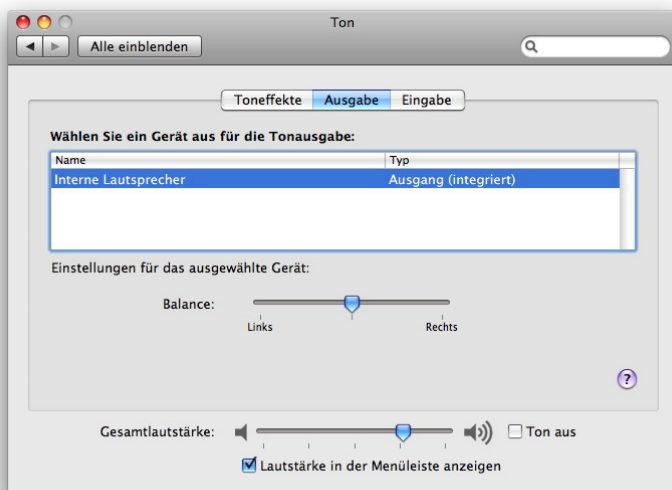 Ton
Alle einblenden
Toneffekte Ausgabe Eingabe
Wählen Sie ein Gerät aus für die Tonausgabe:
Name Typ
Interne Lautsprecher Ausgang (integriert)
Einstellungen für das ausgewählte Gerät:
Balance:
Links Rechts
?
Gesamtlautstärke: Ton aus
Lautstärke in der Menüleiste anzeigen